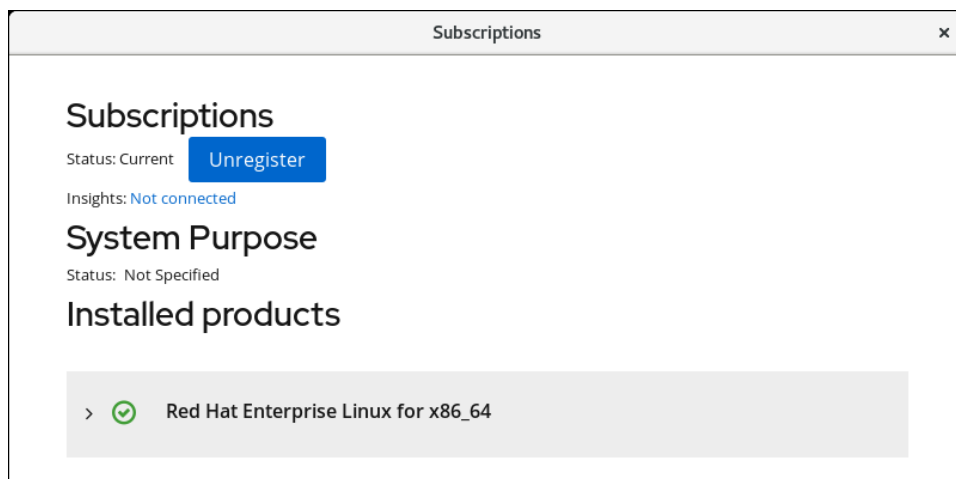 Subscriptions
Subscriptions
Status: Current Unregister
Insights: Not connected
System Purpose
Status: Not Specified
Installed products
Red Hat Enterprise Linux for x86_64